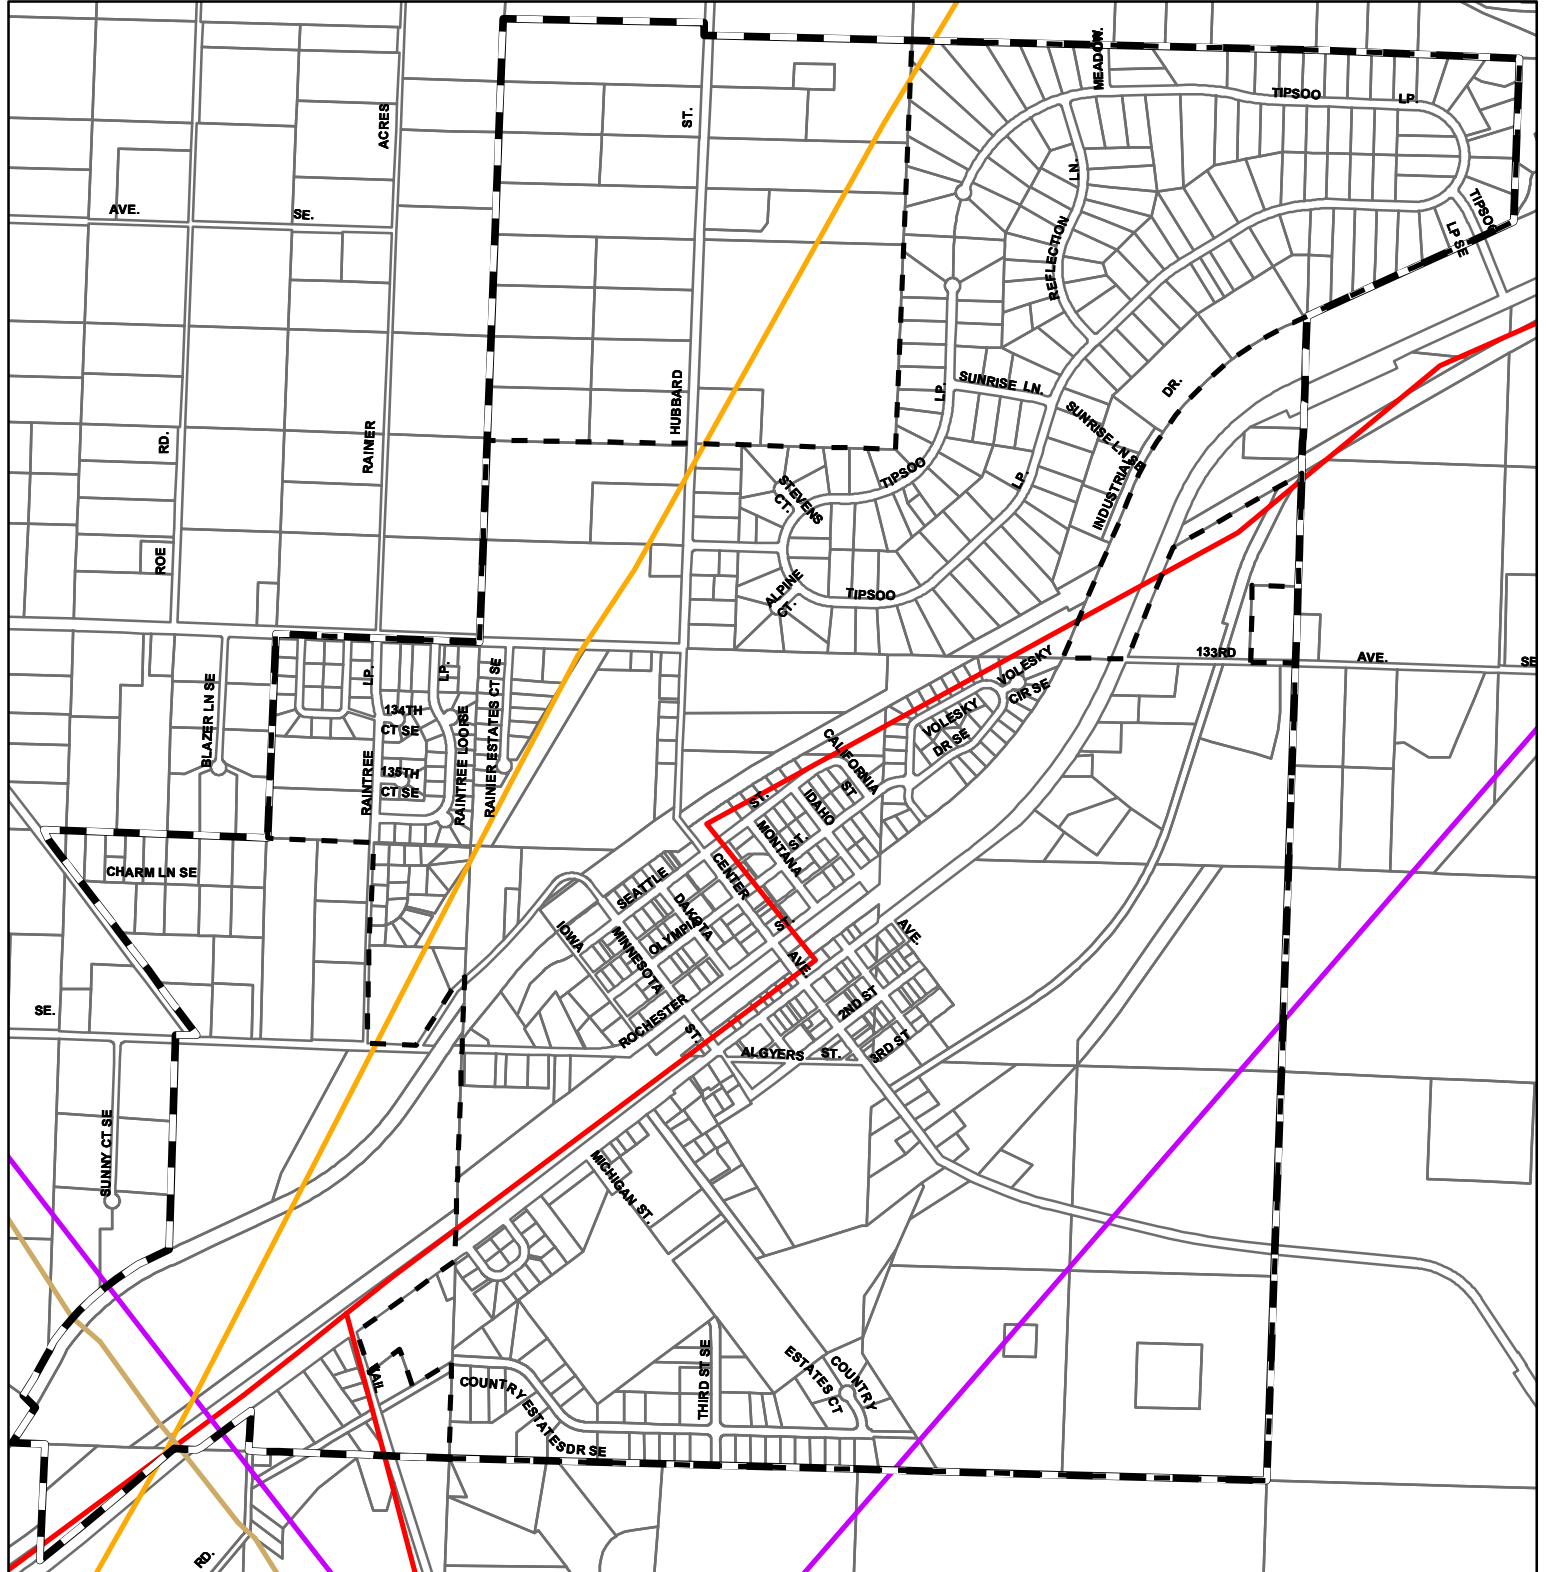 MEADOW.
TIPSOO
LP.
ACRES
ST.
LN.
AVE.
SE.
TIPSOO
LP SE
REFLECTION
DR.
SUNRISE LN.
LP.
HUBBARD
SUNRISE LN SE
RD.
RAINIER
TIPSOO
LP.
STEVENS
CT.
INDUSTRIAL
ROE
ALPINE
CT.
TIPSOO
133RD
AVE.
SE
VOLESKY
CIR SE
LP.
LP.
BLAZER LN SE
134TH
CT SE
RAINTREE LOOP SE
RAINIER ESTATES CT SE
VOLESKY
DR SE
CALIFORNIA
ST
135TH
CT SE
RAINTREE
ST.
IDAHO
MONTANA
ST.
CHARM LN SE
SEATTLE
CENTER
ST.
DAKOTA
OLYMPIA
IOWA
MINNESOTA
AVE.
AVE.
2ND ST
SE.
ROCHESTER
ST.
ALGYERS
ST.
3RD ST
SUNNY CT SE
MICHIGAN ST.
THIRD ST SE
COUNTRY
ESTATES CT
COUNTRY ESTATES DR SE
RD.